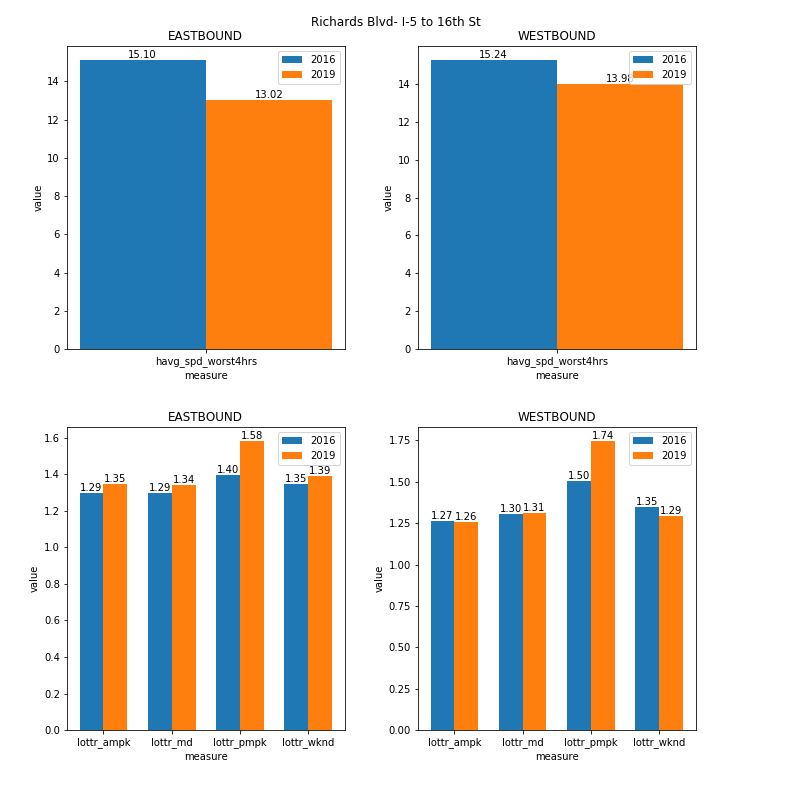 Richards Blvd- I-5 to 16th St
EASTBOUND
15.10
13.02
2016
2019
14
12
10
8
6
4
2
0
value
havg_spd_worst4hrs
measure
WESTBOUND
15.24
13.98
2016
2019
14
12
10
8
6
4
2
0
value
havg_spd_worst4hrs
measure
EASTBOUND
1.29 1.35 1.29 1.34 1.40 1.58 1.35 1.39
2016
2019
1.6
1.4
1.2
1.0
0.8
0.6
0.4
0.2
0.0
value
lottr_ampk lottr_md lottr_pmpk lottr_wknd
measure
WESTBOUND
1.27 1.26 1.30 1.31 1.50 1.74 1.35 1.29
2016
2019
1.75
1.50
1.25
1.00
0.75
0.50
0.25
0.00
value
lottr_ampk lottr_md lottr_pmpk lottr_wknd
measure